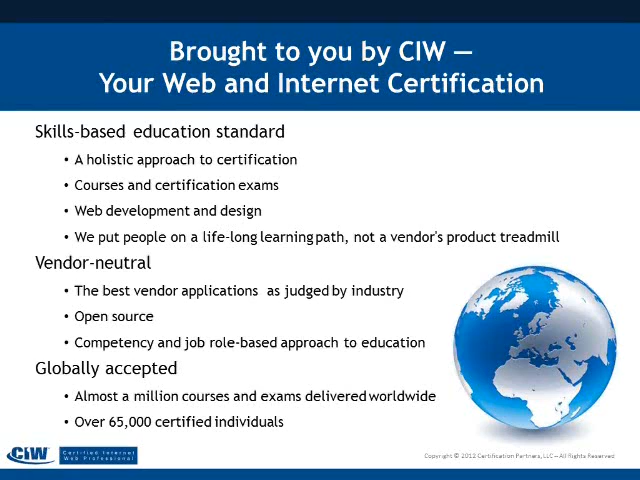 Brought to you by CIW —
Your Web and Internet Certification
Skills-based education standard
• A holistic approach to certification
• Courses and certification exams
• Web development and design
• We put people on a life-long learning path, not a vendor's product treadmill
Vendor-neutral
• The best vendor applications as judged by industry
• Open source
• Competency and job role-based approach to education
Globally accepted
• Almost a million courses and exams delivered worldwide
• Over 65,000 certified individuals
CIW
Certified Internet
Web Professional
Copyright © 2012 Certification Partners, LLC — All Rights Reserved